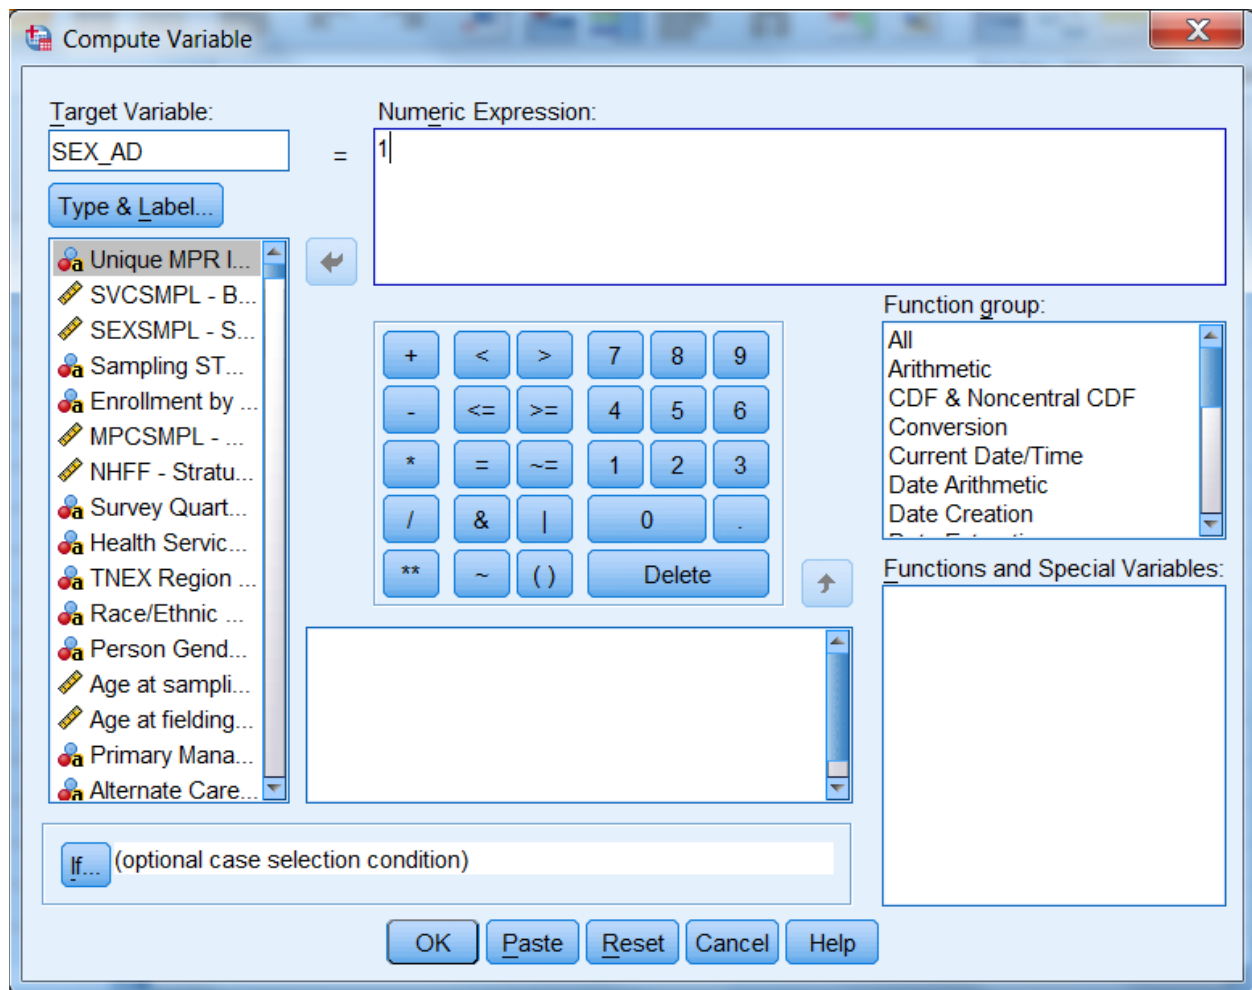 Compute Variable
X
Target Variable:
Numeric Expression:
SEX_AD
=
1
Type & Label...
Unique MPR I...
SVCSMPL - B...
SEXSMPL - S...
Sampling ST...
Enrollment by ...
MPCSMPL - ...
NHFF - Stratu...
Survey Quart...
Health Servic...
TNEX Region ...
Race/Ethnic ...
Person Gend...
Age at sampli...
Age at fielding...
Primary Mana...
Alternate Care...
+ < > 7 8 9
- <= >= 4 5 6
* = ~= 1 2 3
/ & | 0 .
** ~ ( ) Delete
Function group:
All
Arithmetic
CDF & Noncentral CDF
Conversion
Current Date/Time
Date Arithmetic
Date Creation
Functions and Special Variables:
If... (optional case selection condition)
OK Paste Reset Cancel Help